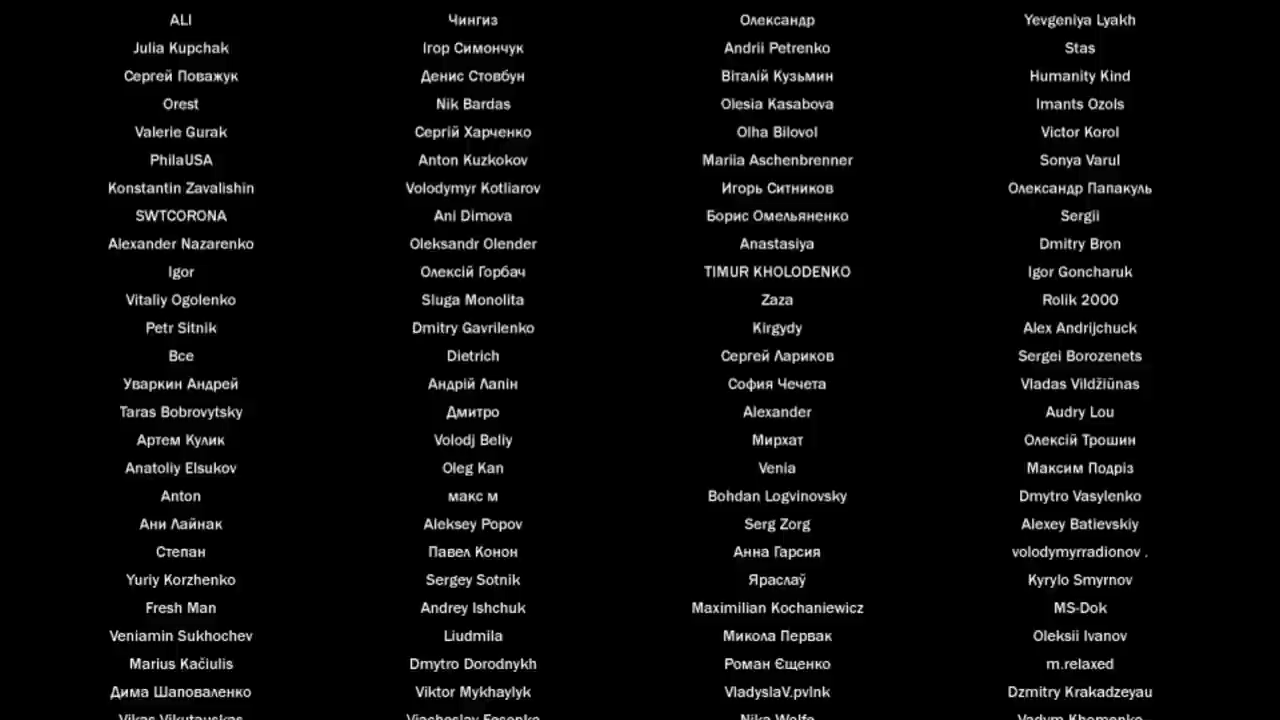 ALI Чингиз Олександр Yevgeniya Lyakh
Julia Kupchak Ігор Симончук Andrii Petrenko Stas
Сергей Поважук Денис Стовбун Віталій Кузьмин Humanity Kind
Orest Nik Bardas Olesia Kasabova Imants Ozols
Valerie Gurak Сергій Харченко Olha Bilovol Victor Korol
PhilaUSA Anton Kuzkokov Mariia Aschenbrenner Sonya Varul
Konstantin Zavalishin Volodymyr Kotliarov Игорь Ситников Олександр Папакуль
SWTCORONA Ani Dimova Борис Омельяненко Sergii
Alexander Nazarenko Oleksandr Olender Anastasiya Dmitry Bron
Igor Олексій Горбач TIMUR KHOLODENKO Igor Goncharuk
Vitaliy Ogolenko Sluga Monolita Zaza Rolik 2000
Petr Sitnik Dmitry Gavrilenko Kirgydy Alex Andrijchuck
Все Dietrich Сергей Лариков Sergei Borozenets
Уваркин Андрей Андрій Лапін София Чечета Vladas Vildžiūnas
Taras Bobrovytsky Дмитро Alexander Audry Lou
Артем Кулик Volodj Beliy Мирхат Олексій Трошин
Anatoliy Elsukov Oleg Kan Venia Максим Подріз
Anton макс м Bohdan Logvinovsky Dmytro Vasylenko
Ани Лайнак Aleksey Popov Serg Zorg Alexey Batievskiy
Степан Павел Конон Анна Гарсия volodymyrradionov .
Yuriy Korzhenko Sergey Sotnik Яраслаў Kyrylo Smyrnov
Fresh Man Andrey Ishchuk Maximilian Kochaniewicz MS-Dok
Veniamin Sukhochev Liudmila Микола Первак Oleksii Ivanov
Marius Kačiulis Dmytro Dorodnykh Роман Єщенко m.relaxed
Дима Шаповаленко Viktor Mykhaylyk VladyslaV.pvlnk Dzmitry Krakadzeyau
Vikas Vikutauskas Viacheslav Fesenko Nika Wolfe Vadym Khomenko